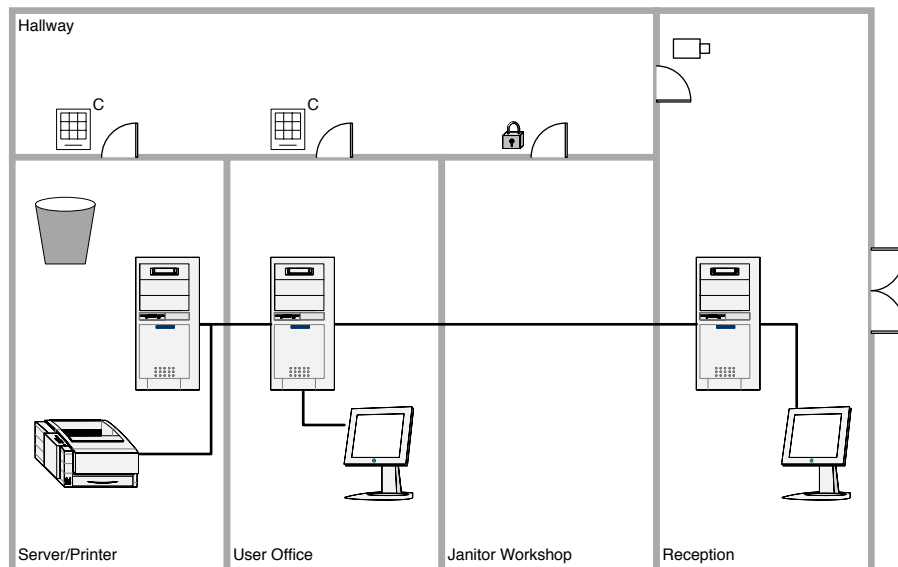 Hallway
C
C
Server/Printer
User Office
Janitor Workshop
Reception